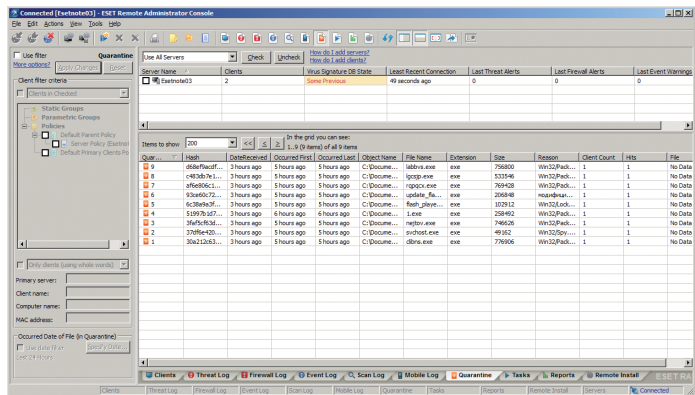 Connected [Esetnote03] - ESET Remote Administrator Console
File Edit Actions View Tools Help
Use filter Quarantine
More options? Apply Changes Reset
Client filter criteria
Clients in Checked
Static Groups
Parametric Groups
Policies
Default Parent Policy
Server Policy (Esetno
Default Primary Clients Po
Only clients (using whole words)
Primary server:
Client name:
Computer name:
MAC address:
Occurred Date of File (in Quarantine)
Use date filter Specify Date...
Last 24 Hours
Use All Servers Check Uncheck How do I add servers?
How do I add clients?
Server Name Clients Virus Signature DB State Least Recent Connection Last Threat Alerts Last Firewall Alerts Last Event Warnings
Esetnote03 2 Some Previous 49 seconds ago 0 0 0
Items to show 200 << < > In the grid you can see:
1..9 (9 items) of all 9 items
Quar... Hash DateReceived Occurred First Occurred Last Object Name File Name Extension Size Reason Client Count Hits File
9 d68ef9acdf... 3 hours ago 5 hours ago 5 hours ago C:\Docume... labbvs.exe exe 756800 Win32/Pack... 1 1 No Data
8 c483db7e1... 3 hours ago 5 hours ago 5 hours ago C:\Docume... exe 533546 Win32/Pack... 1 1 No Data
7 af6e806c1... 3 hours ago 5 hours ago 5 hours ago C:\Docume... exe 769428 Win32/Pack... 1 1 No Data
6 93ce60c72... 3 hours ago 5 hours ago 5 hours ago C:\Docume... update_fla... exe 206848 модифици... 1 1 No Data
5 6c38a9a3f... 3 hours ago 5 hours ago 5 hours ago C:\Docume... flash_playe... exe 102912 Win32/Lock... 1 1 No Data
4 51997b1d7... 3 hours ago 6 hours ago 6 hours ago C:\Docume... 1.exe exe 258492 Win32/Pack... 1 1 No Data
3 3fef5cf63d... 3 hours ago 5 hours ago 5 hours ago C:\Docume... nejtov.exe exe 746626 Win32/Pack... 1 1 No Data
2 37df6e420... 3 hours ago 5 hours ago 5 hours ago C:\Docume... svchost.exe exe 49162 Win32/Spy.... 1 1 No Data
1 30a212c63... 3 hours ago 5 hours ago 5 hours ago C:\Docume... dibns.exe exe 776906 Win32/Pack... 1 1 No Data
Clients Threat Log Firewall Log Event Log Scan Log Mobile Log Quarantine Tasks Reports Remote Install ESET RA
Clients Threat Log Firewall Log Event Log Scan Log Mobile Log Quarantine Tasks Reports Remote Install Servers Connected